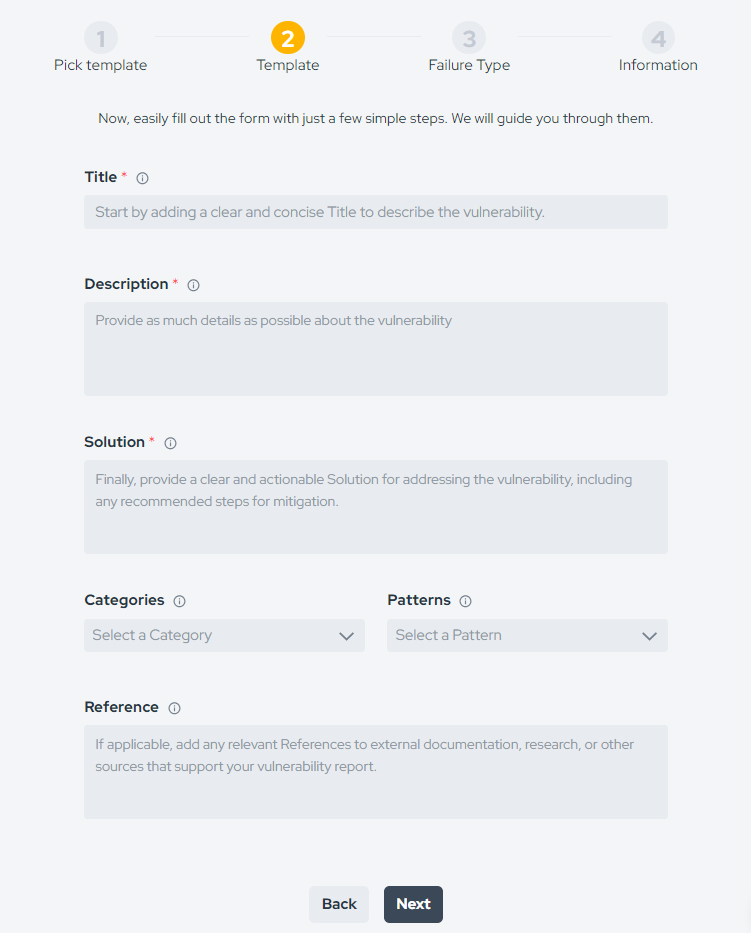 1 2 3 4
Pick template Template Failure Type Information
Now, easily fill out the form with just a few simple steps. We will guide you through them.
Title *
Start by adding a clear and concise Title to describe the vulnerability.
Description *
Provide as much details as possible about the vulnerability
Solution *
Finally, provide a clear and actionable Solution for addressing the vulnerability, including
any recommended steps for mitigation.
Categories Patterns
Select a Category Select a Pattern
Reference
If applicable, add any relevant References to external documentation, research, or other
sources that support your vulnerability report.
Back Next